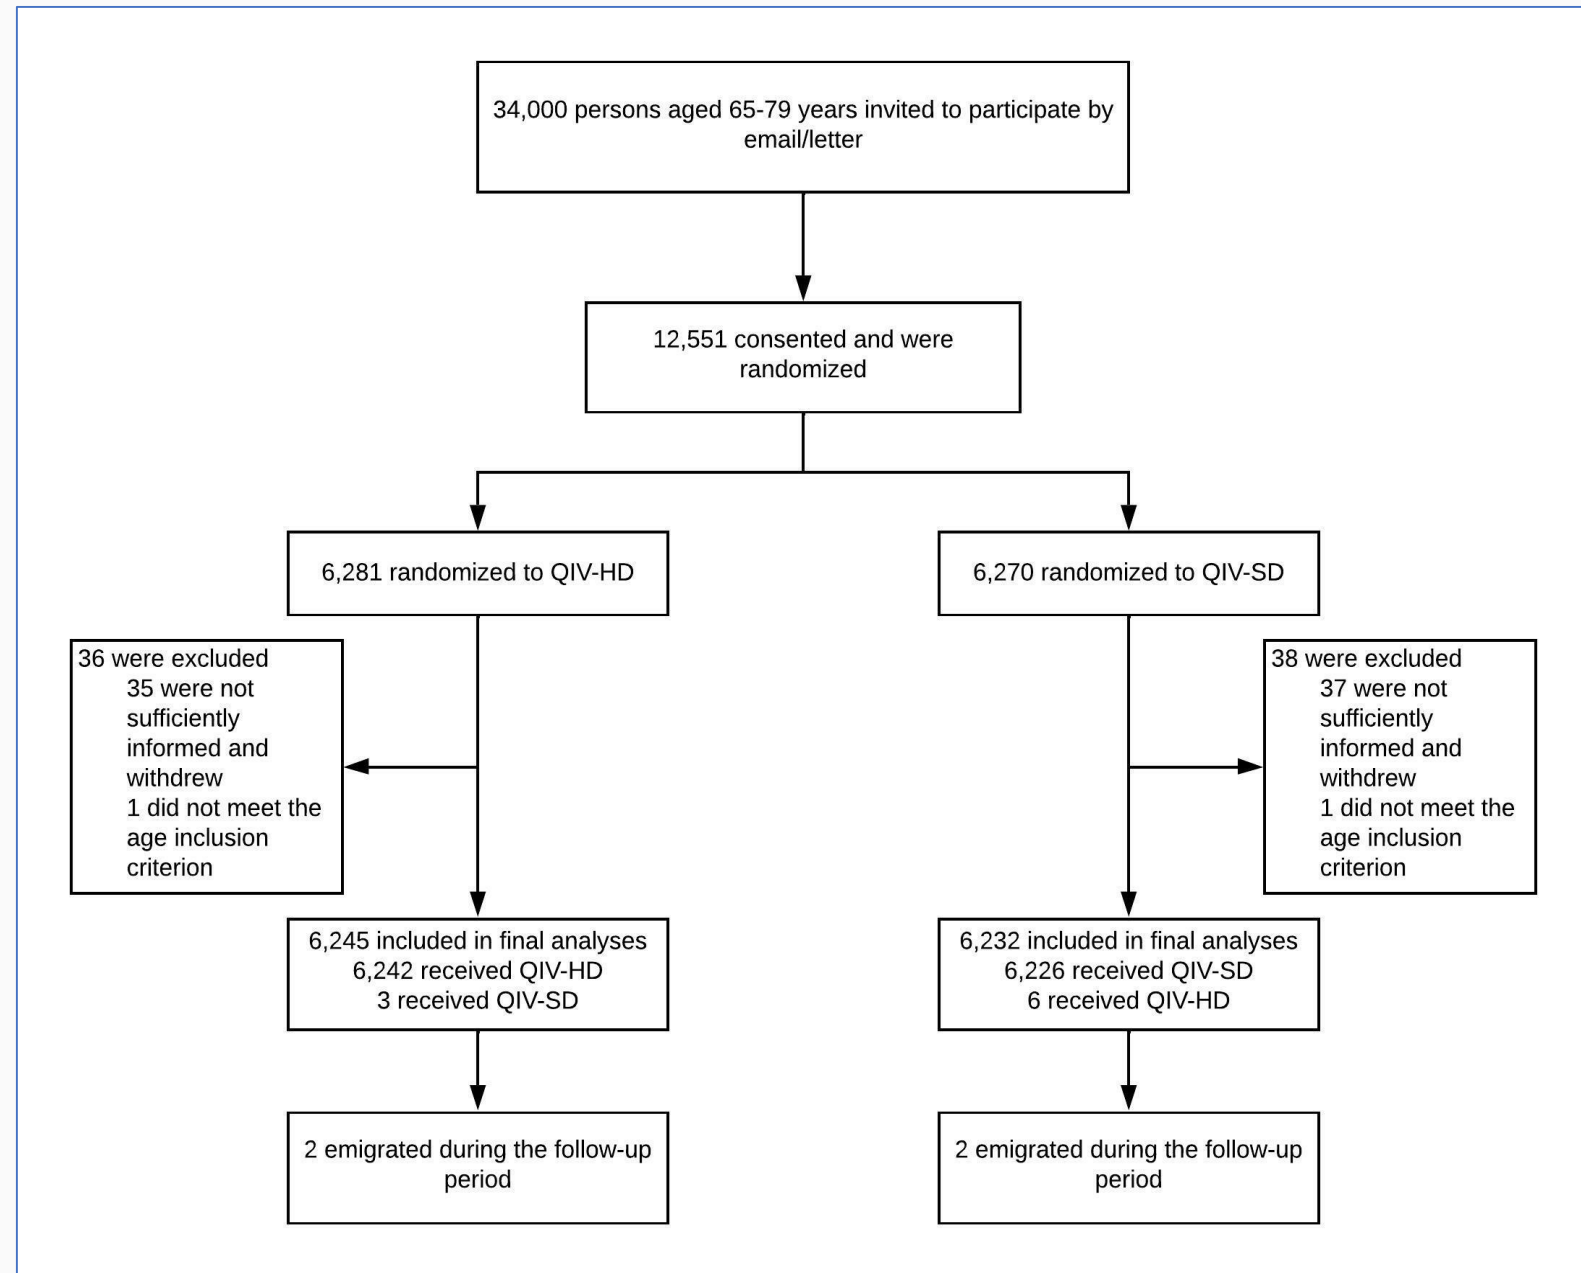 34,000 persons aged 65-79 years invited to participate by
email/letter
12,551 consented and were
randomized
6,281 randomized to QIV-HD
6,270 randomized to QIV-SD
36 were excluded
35 were not
sufficiently
informed and
withdrew
1 did not meet the
age inclusion
criterion
38 were excluded
37 were not
sufficiently
informed and
withdrew
1 did not meet the
age inclusion
criterion
6,245 included in final analyses
6,242 received QIV-HD
3 received QIV-SD
6,232 included in final analyses
6,226 received QIV-SD
6 received QIV-HD
2 emigrated during the follow-up
period
2 emigrated during the follow-up
period